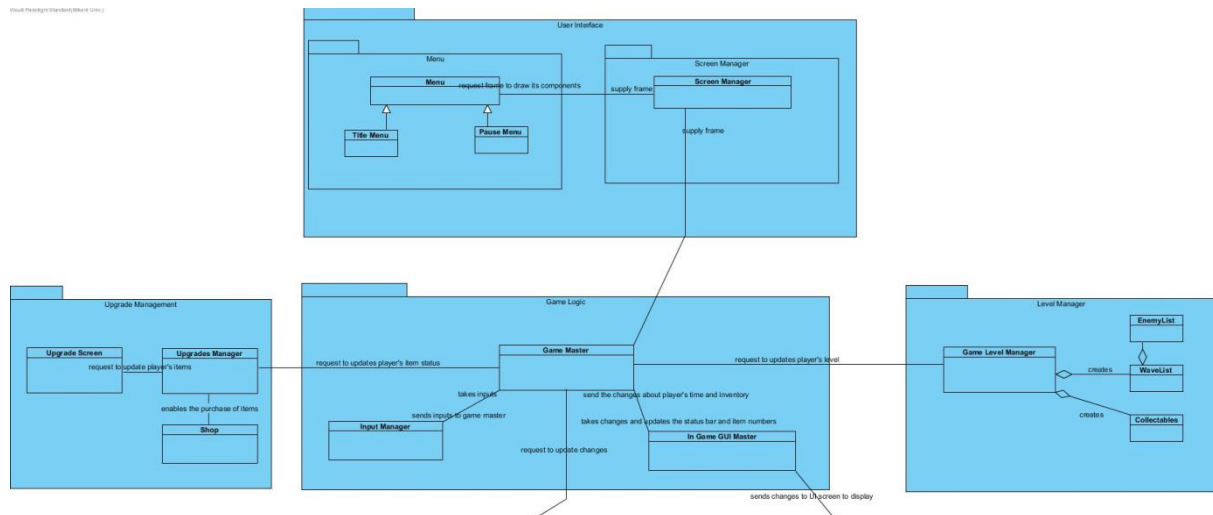 Visual Paradigm Standard(Bilkent Univ.)
User Interface
Menu
Screen Manager
Menu
request frame to draw its components
supply frame
Screen Manager
supply frame
Title Menu
Pause Menu
Upgrade Management
Game Logic
Level Manager
EnemyList
Upgrade Screen
Upgrades Manager
request to update player's items
request to updates player's item status
Game Master
request to updates player's level
Game Level Manager
creates
WaveList
takes inputs
send the changes about player's time and inventory
enables the purchase of items
sends inputs to game master
takes changes and updates the status bar and item numbers
creates
Collectables
Shop
Input Manager
In Game GUI Master
request to update changes
sends changes to UI screen to display